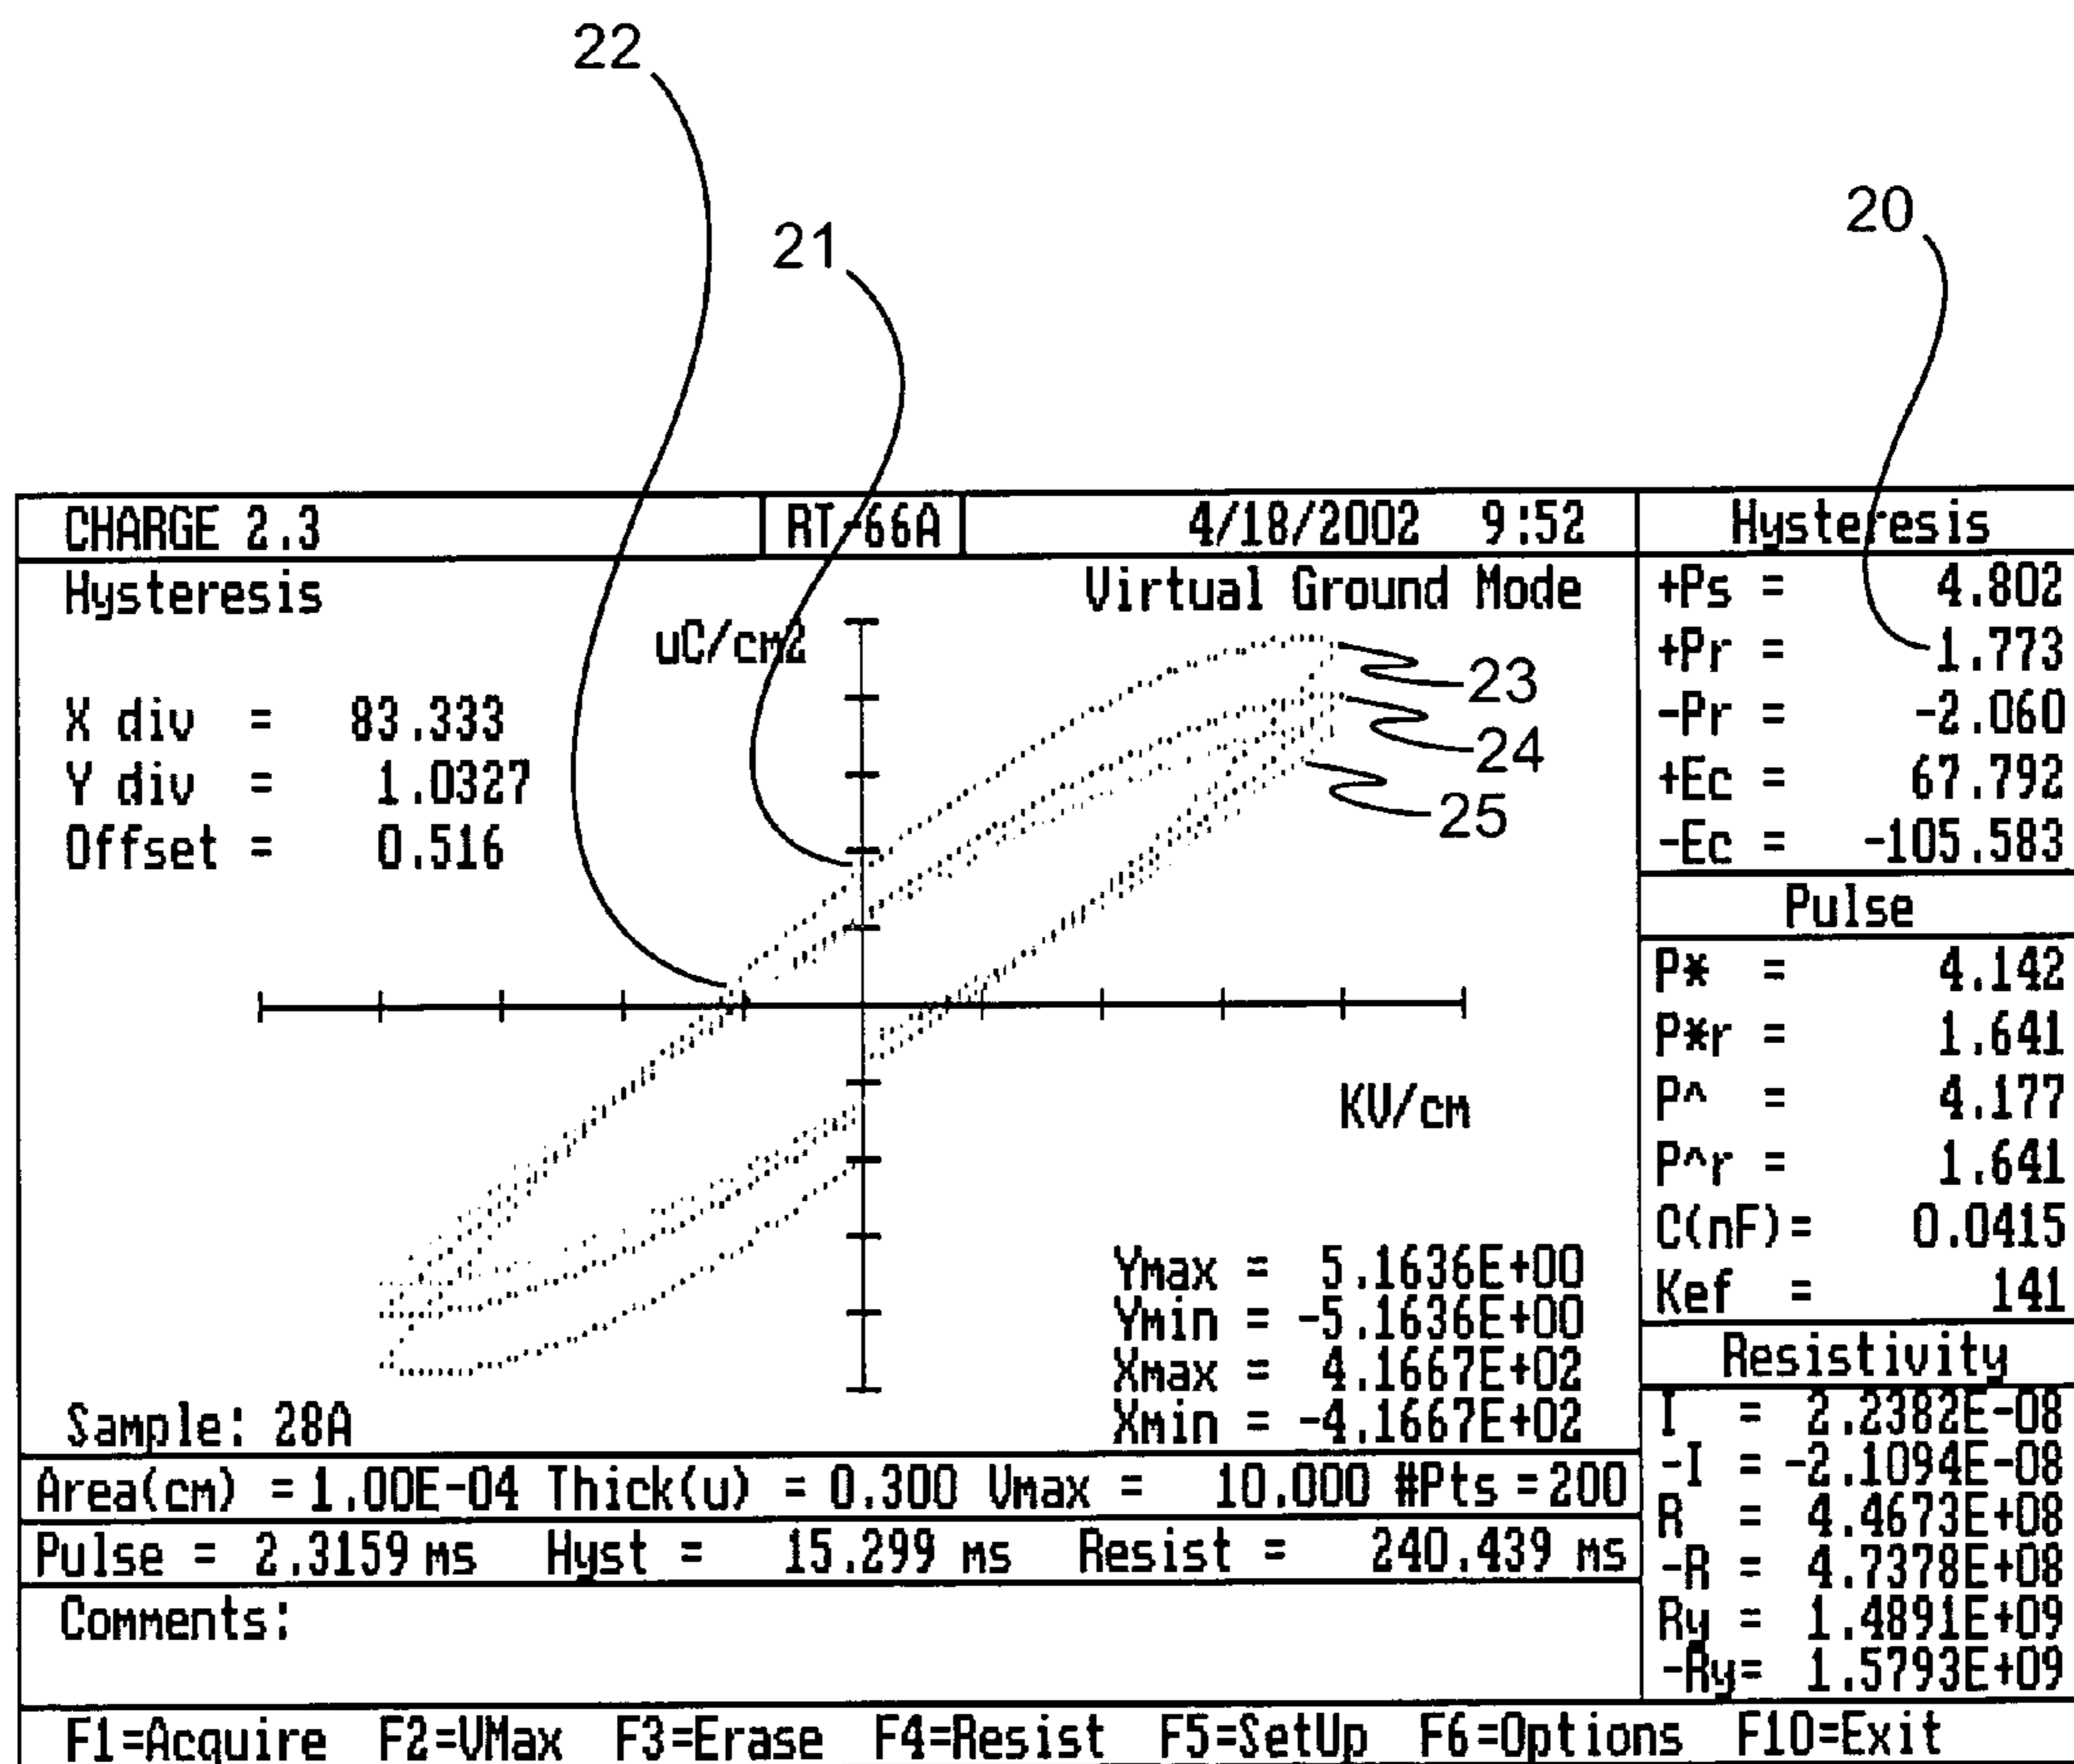 22
21
20
CHARGE 2.3 RT-66A 4/18/2002 9:52 Hysteresis
Hysteresis Virtual Ground Mode
uC/cm2
X div = 83.333
Y div = 1.0327
Offset = 0.516
23
24
25
KV/cm
Ymax = 5.1636E+00
Ymin = -5.1636E+00
Xmax = 4.1667E+02
Xmin = -4.1667E+02
Sample: 28A
+Ps = 4.802
+Pr = 1.773
-Pr = -2.060
+Ec = 67.792
-Ec = -105.583
Pulse
P* = 4.142
P*r = 1.641
P^ = 4.177
P^r = 1.641
C(nF)= 0.0415
Kef = 141
Resistivity
I = 2.2382E-08
-I = -2.1094E-08
R = 4.4673E+08
-R = 4.7378E+08
Ry = 1.4891E+09
-Ry= 1.5793E+09
Area(cm) =1.00E-04 Thick(u) = 0.300 Vmax = 10.000 #Pts =200
Pulse = 2.3159 ms Hyst = 15.299 ms Resist = 240.439 ms
Comments:
F1=Acquire F2=VMax F3=Erase F4=Resist F5=SetUp F6=Options F10=Exit